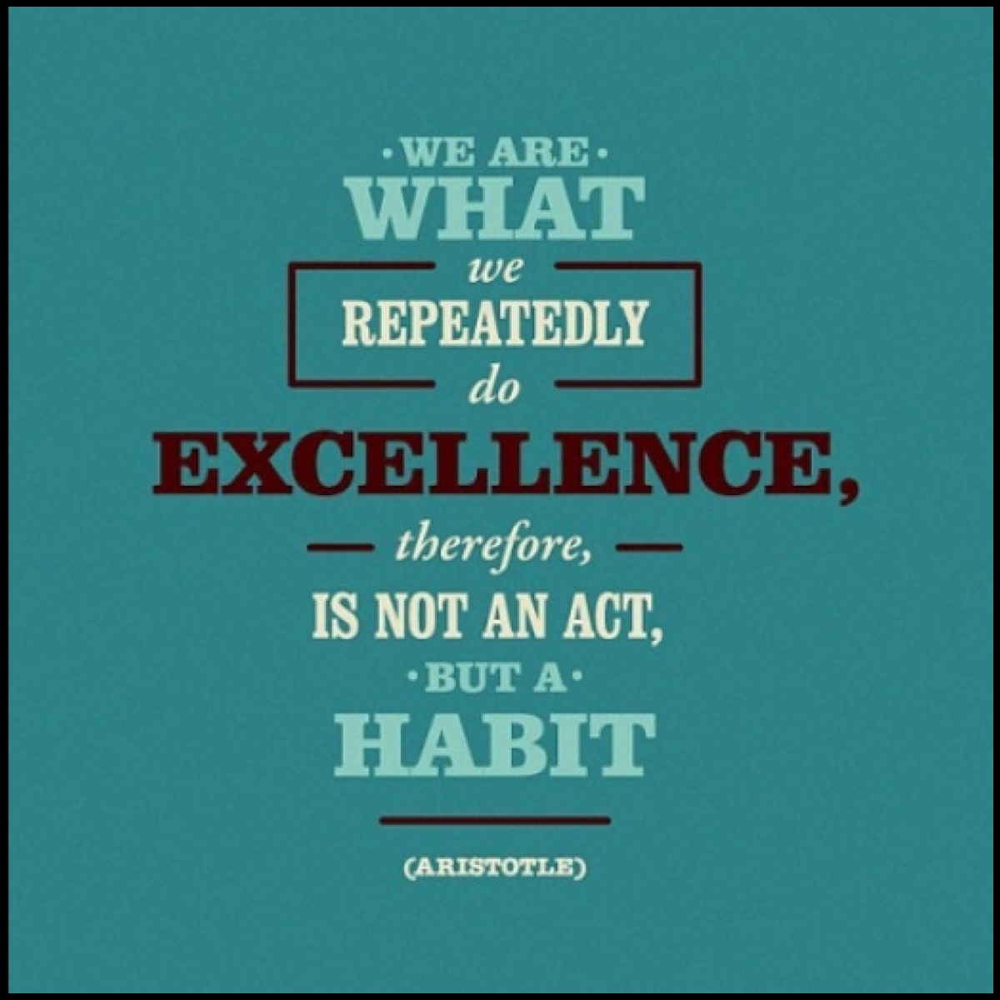 ·WE ARE·
WHAT
we
REPEATEDLY
do
EXCELLENCE,
therefore,
IS NOT AN ACT,
·BUT A·
HABIT
(ARISTOTLE)